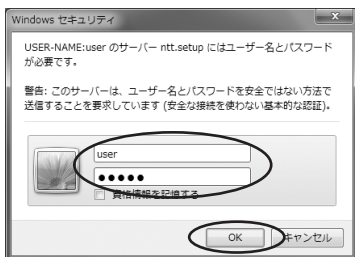 Windows セキュリティ
USER-NAME:user のサーバー ntt.setup にはユーザー名とパスワード
が必要です。
警告: このサーバーは、ユーザー名とパスワードを安全ではない方法で
送信することを要求しています (安全な接続を使わない基本的な認証)。
user
●●●●●
資格情報を記憶する
OK キャンセル